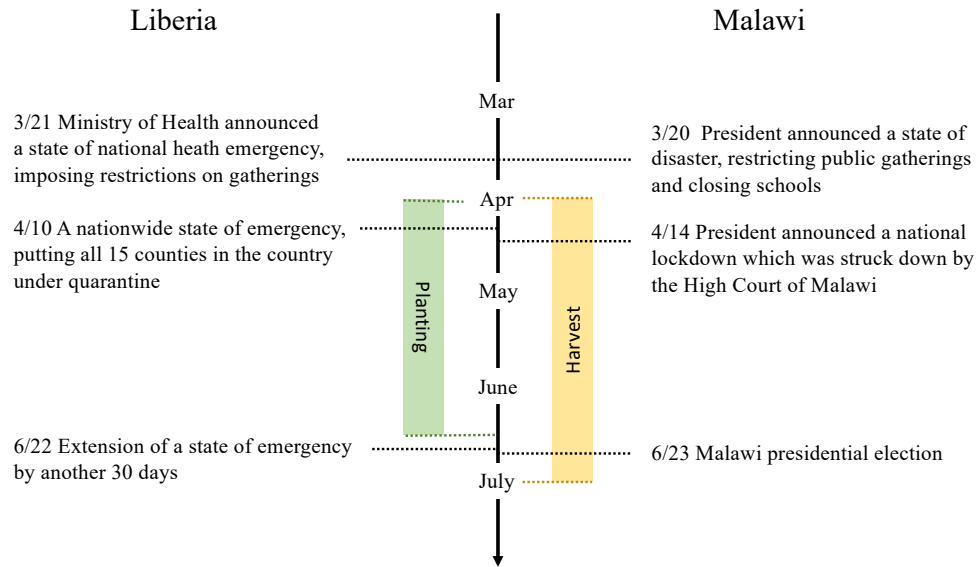 Liberia
Malawi
Mar
3/21 Ministry of Health announced
a state of national heath emergency,
imposing restrictions on gatherings
3/20  President announced a state of
disaster, restricting public gatherings
and closing schools
Apr
4/10 A nationwide state of emergency,
putting all 15 counties in the country
under quarantine
4/14 President announced a national
lockdown which was struck down by
the High Court of Malawi
May
Planting
Harvest
June
6/22 Extension of a state of emergency
by another 30 days
6/23 Malawi presidential election
July